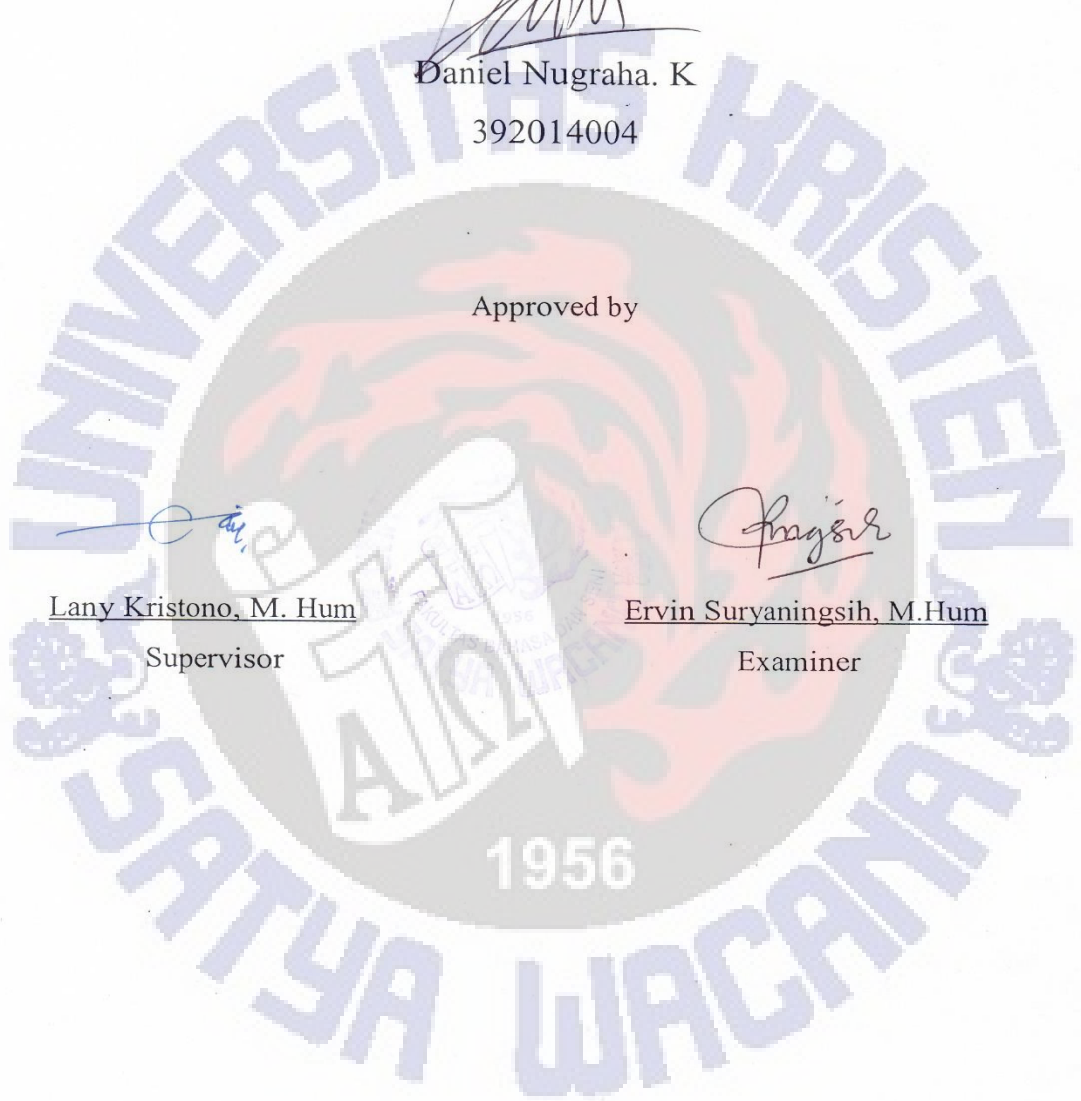 Daniel Nugraha. K
392014004
Approved by
Lany Kristono, M. Hum
Supervisor
Ervin Suryaningsih, M.Hum
Examiner
UNIVERSITAS KRISTEN
SATYA WACANA
Α Ω
1956